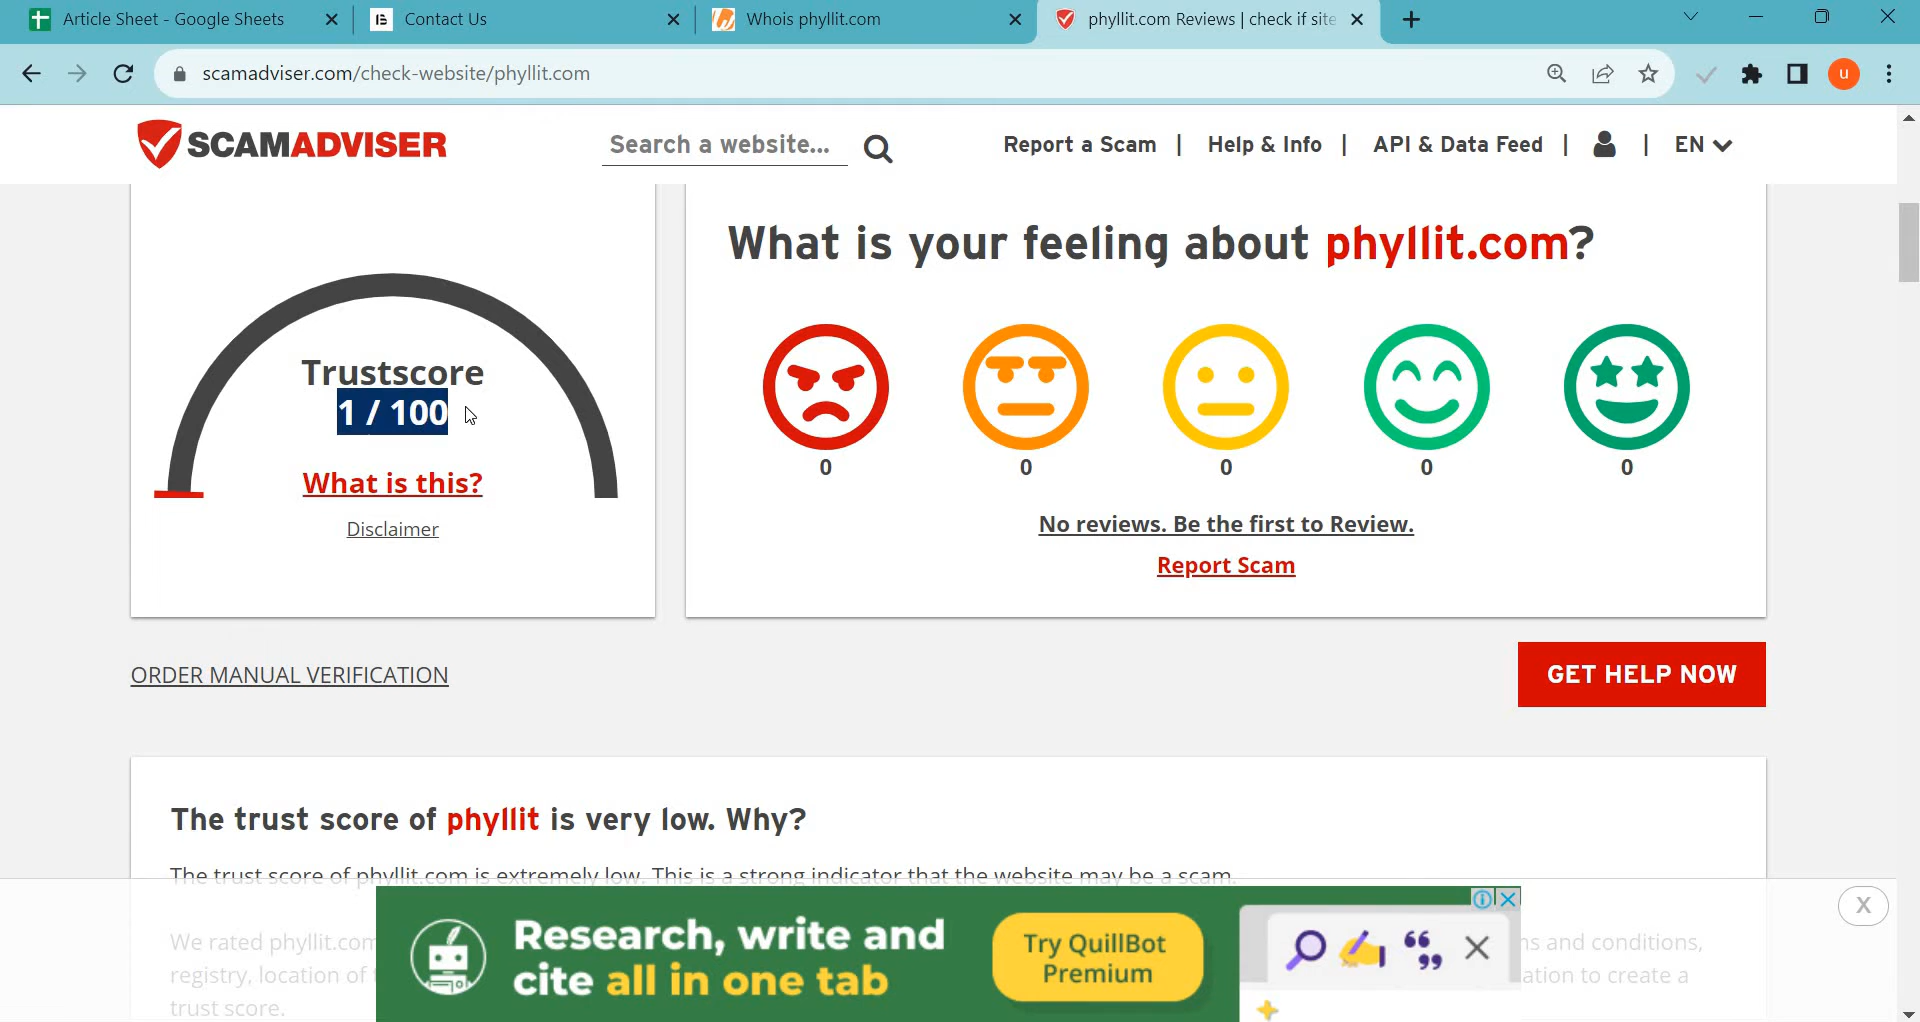 Article Sheet - Google Sheets
Contact Us
Whois phyllit.com
phyllit.com Reviews | check if site
scamadviser.com/check-website/phyllit.com
u
SCAMADVISER
Search a website...
Report a Scam |
Help & Info |
API & Data Feed |
|
EN
Trustscore
1 / 100
What is this?
Disclaimer
What is your feeling about phyllit.com?
0
0
0
0
0
No reviews. Be the first to Review.
Report Scam
ORDER MANUAL VERIFICATION
GET HELP NOW
The trust score of phyllit is very low. Why?
The trust score of phyllit.com is extremely low. This is a strong indicator that the website may be a scam.
We rated phyllit.com
and conditions,
registry, location of
to create a
trust score.
Research, write and
cite all in one tab
Try QuillBot
Premium
X